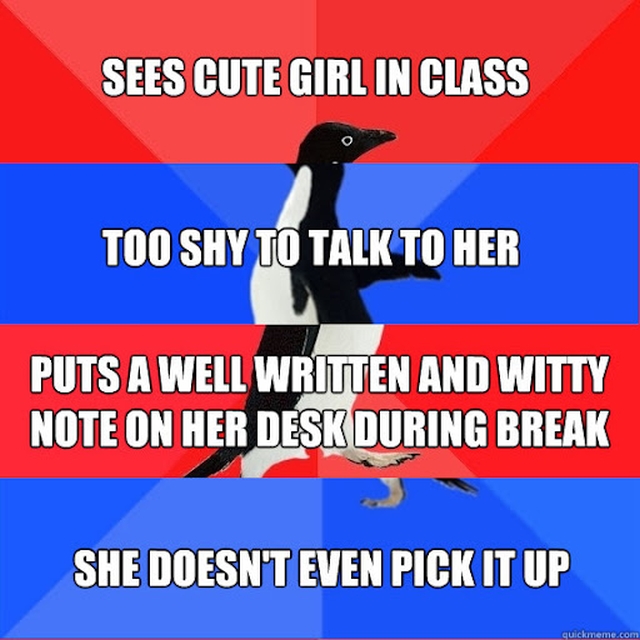 SEES CUTE GIRL IN CLASS
TOO SHY TO TALK TO HER
PUTS A WELL WRITTEN AND WITTY
NOTE ON HER DESK DURING BREAK
SHE DOESN'T EVEN PICK IT UP
quickmeme.com